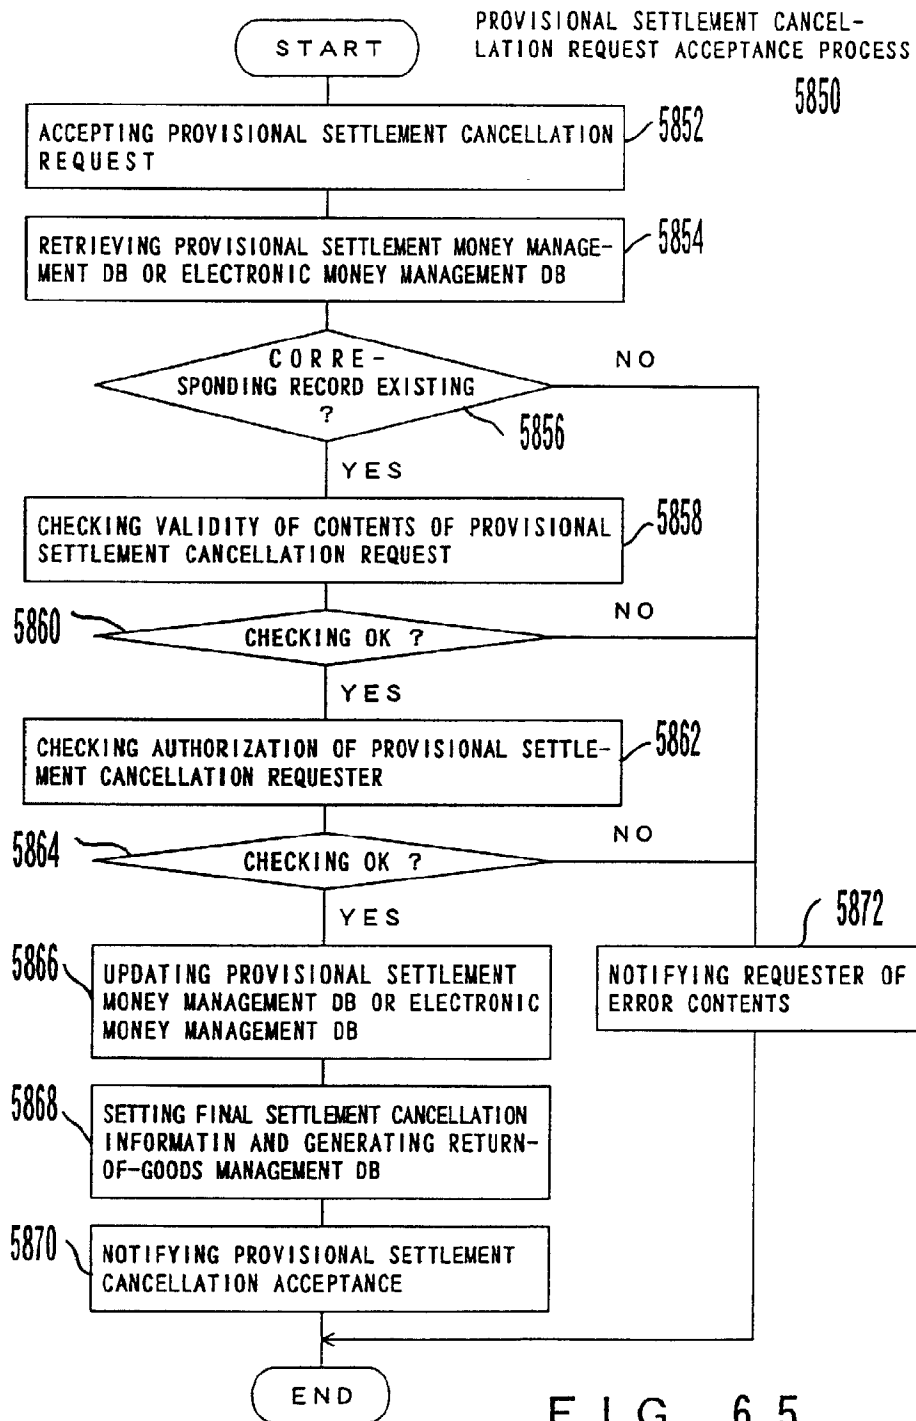 PROVISIONAL SETTLEMENT CANCEL-
LATION REQUEST ACCEPTANCE PROCESS
5850
START
ACCEPTING PROVISIONAL SETTLEMENT CANCELLATION
REQUEST
5852
RETRIEVING PROVISIONAL SETTLEMENT MONEY MANAGE-
MENT DB OR ELECTRONIC MONEY MANAGEMENT DB
5854
CORRE-
SPONDING RECORD EXISTING
?
NO
5856
YES
CHECKING VALIDITY OF CONTENTS OF PROVISIONAL
SETTLEMENT CANCELLATION REQUEST
5858
5860
CHECKING OK ?
NO
YES
CHECKING AUTHORIZATION OF PROVISIONAL SETTLE-
MENT CANCELLATION REQUESTER
5862
5864
CHECKING OK ?
NO
YES
5866
UPDATING PROVISIONAL SETTLEMENT
MONEY MANAGEMENT DB OR ELECTRONIC
MONEY MANAGEMENT DB
5872
NOTIFYING REQUESTER OF
ERROR CONTENTS
5868
SETTING FINAL SETTLEMENT CANCELLATION
INFORMATIN AND GENERATING RETURN-
OF-GOODS MANAGEMENT DB
5870
NOTIFYING PROVISIONAL SETTLEMENT
CANCELLATION ACCEPTANCE
END
FIG. 65